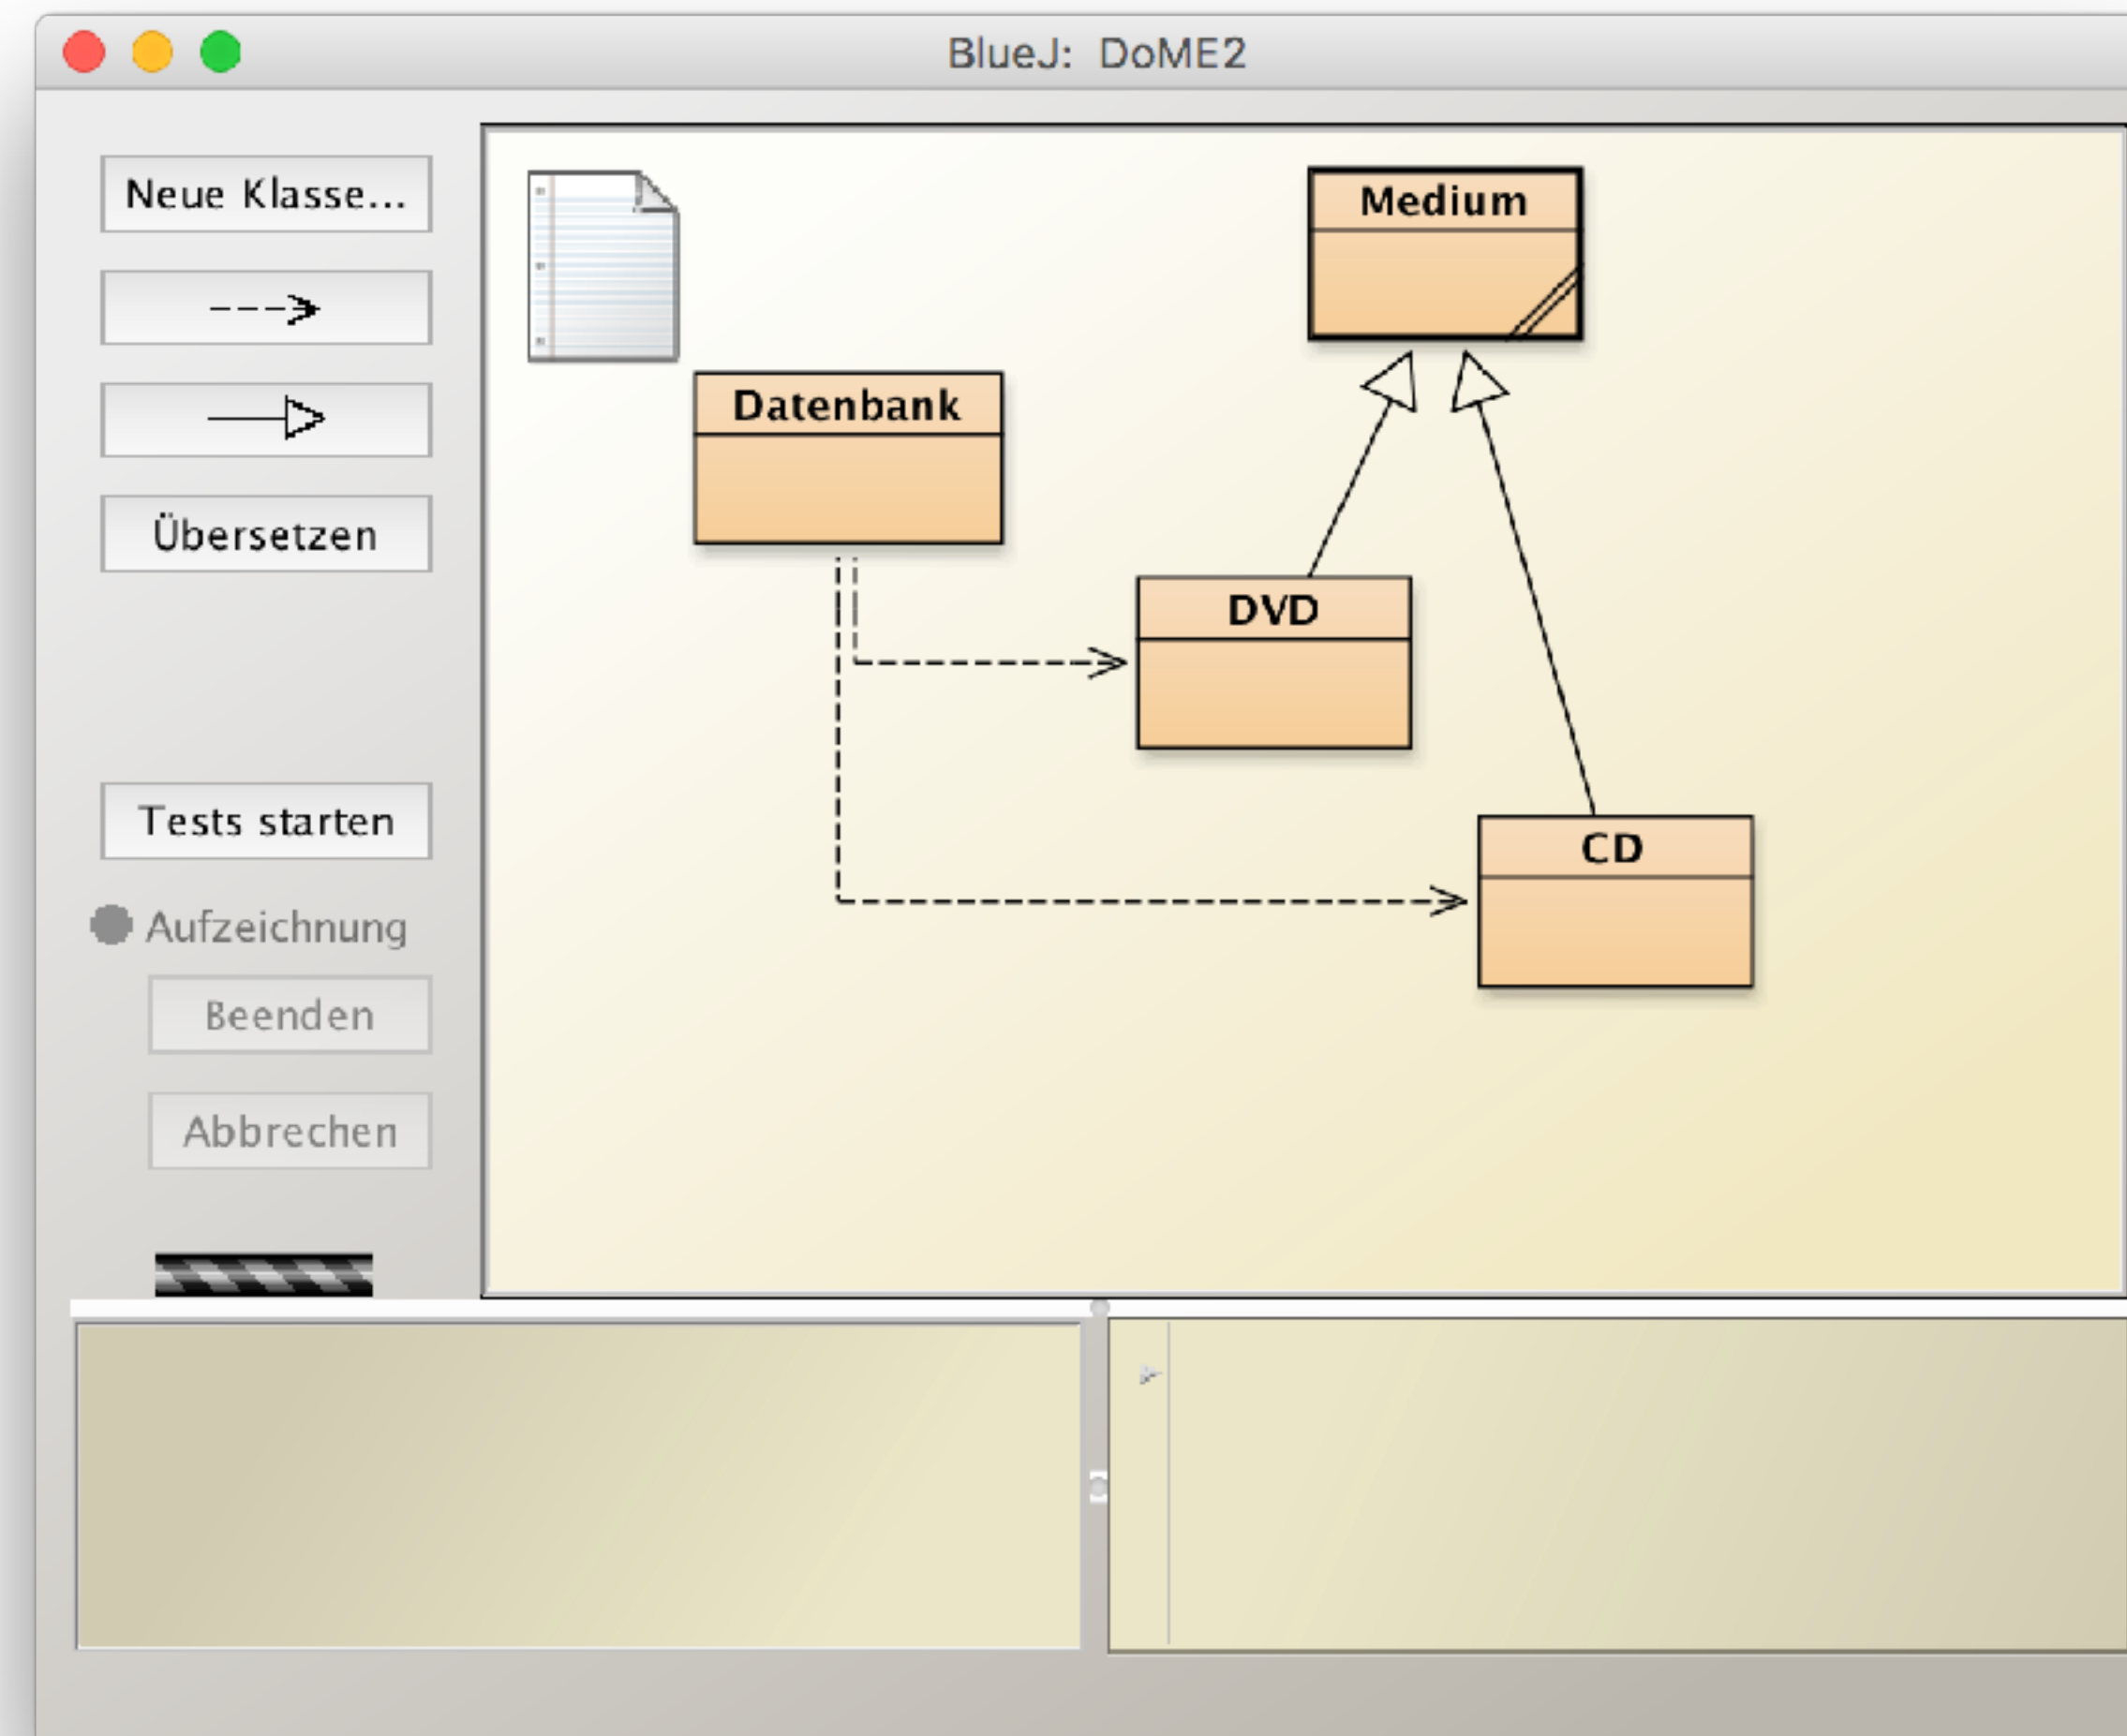 BlueJ: DoME2
Neue Klasse...
Übersetzen
Tests starten
Aufzeichnung
Beenden
Abbrechen
Medium
Datenbank
DVD
CD